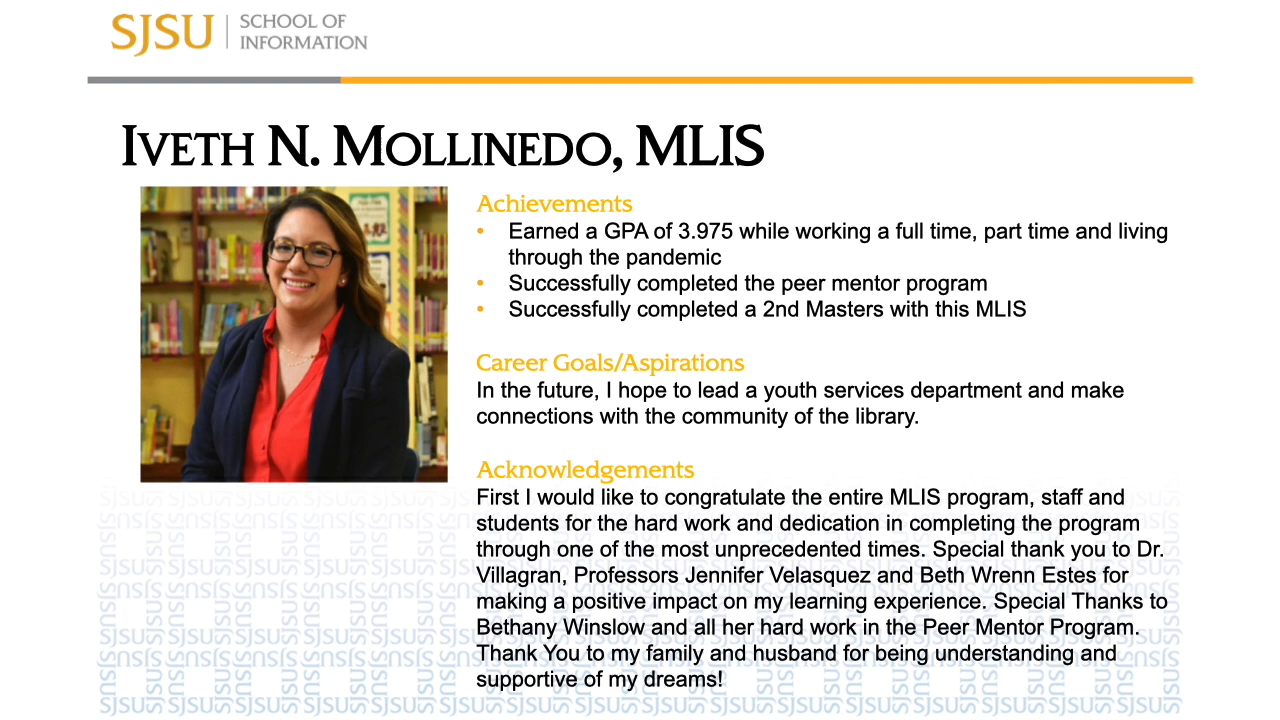 SJSU SCHOOL OF
INFORMATION
IVETH N. MOLLINEDO, MLIS
Achievements
• Earned a GPA of 3.975 while working a full time, part time and living
through the pandemic
• Successfully completed the peer mentor program
• Successfully completed a 2nd Masters with this MLIS
Career Goals/Aspirations
In the future, I hope to lead a youth services department and make
connections with the community of the library.
Acknowledgements
First I would like to congratulate the entire MLIS program, staff and
students for the hard work and dedication in completing the program
through one of the most unprecedented times. Special thank you to Dr.
Villagran, Professors Jennifer Velasquez and Beth Wrenn Estes for
making a positive impact on my learning experience. Special Thanks to
Bethany Winslow and all her hard work in the Peer Mentor Program.
Thank You to my family and husband for being understanding and
supportive of my dreams!